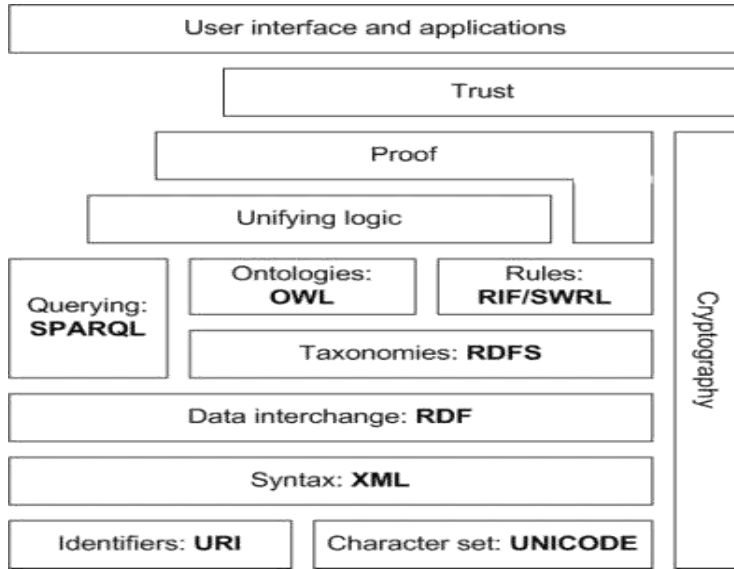 User interface and applications
Trust
Proof
Unifying logic
Ontologies:
OWL
Rules:
RIF/SWRL
Querying:
SPARQL
Taxonomies: RDFS
Cryptography
Data interchange: RDF
Syntax: XML
Identifiers: URI
Character set: UNICODE